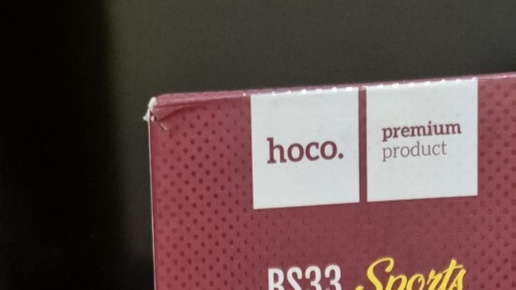 hoco.
premium
product
BS33 Sports